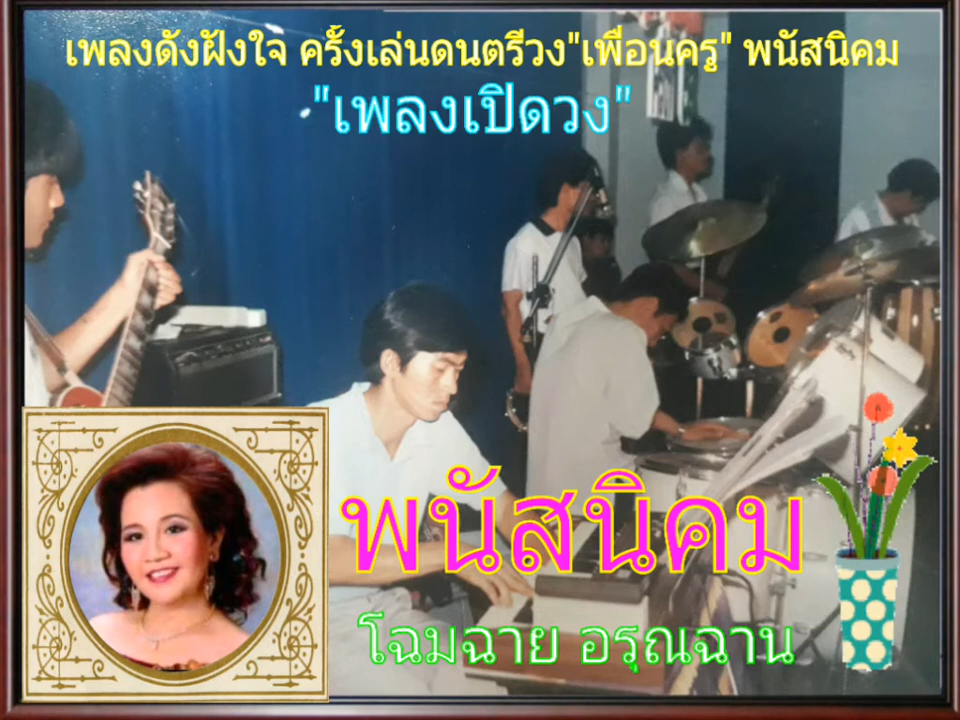 เพลงดังฝังใจ ครั้งเล่นดนตรีวง"เพื่อนครู" พนัสนิคม
"เพลงเปิดวง"
พนัสนิคม
โฉมฉาย อรุณฉาน